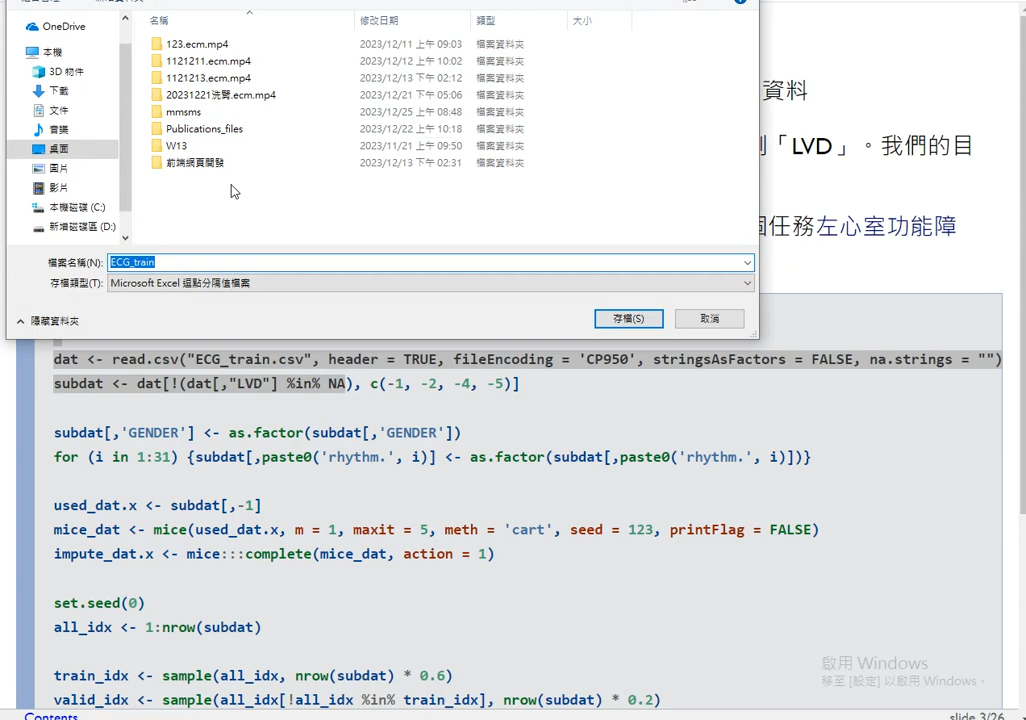 名稱
修改日期
類型
大小
OneDrive
本機
3D 物件
下載
文件
音樂
桌面
圖片
影片
本機磁碟 (C:)
新增磁碟區 (D:)
123.ecm.mp4 2023/12/11 上午 09:03 檔案資料夾
1121211.ecm.mp4 2023/12/12 上午 10:02 檔案資料夾
1121213.ecm.mp4 2023/12/13 下午 02:12 檔案資料夾
20231221洗腎.ecm.mp4 2023/12/21 下午 05:06 檔案資料夾
mmsms 2023/12/25 上午 08:48 檔案資料夾
Publications_files 2023/12/22 上午 10:18 檔案資料夾
W13 2023/11/21 上午 09:50 檔案資料夾
前端網頁開發 2023/12/13 下午 02:31 檔案資料夾
檔案名稱(N): ECG_train
存檔類型(T): Microsoft Excel 逗點分隔值檔案
隱藏資料夾
存檔(S)
取消
資料
「LVD」。我們的目
任務左心室功能障
dat <- read.csv("ECG_train.csv", header = TRUE, fileEncoding = 'CP950', stringsAsFactors = FALSE, na.strings = "")
subdat <- dat[!(dat[,"LVD"] %in% NA), c(-1, -2, -4, -5)]
subdat[,'GENDER'] <- as.factor(subdat[,'GENDER'])
for (i in 1:31) {subdat[,paste0('rhythm.', i)] <- as.factor(subdat[,paste0('rhythm.', i)])}
used_dat.x <- subdat[,-1]
mice_dat <- mice(used_dat.x, m = 1, maxit = 5, meth = 'cart', seed = 123, printFlag = FALSE)
impute_dat.x <- mice:::complete(mice_dat, action = 1)
set.seed(0)
all_idx <- 1:nrow(subdat)
train_idx <- sample(all_idx, nrow(subdat) * 0.6)
valid_idx <- sample(all_idx[!all_idx %in% train_idx], nrow(subdat) * 0.2)
啟用 Windows
移至 [設定] 以啟用 Windows。
Contents
slide 3/26